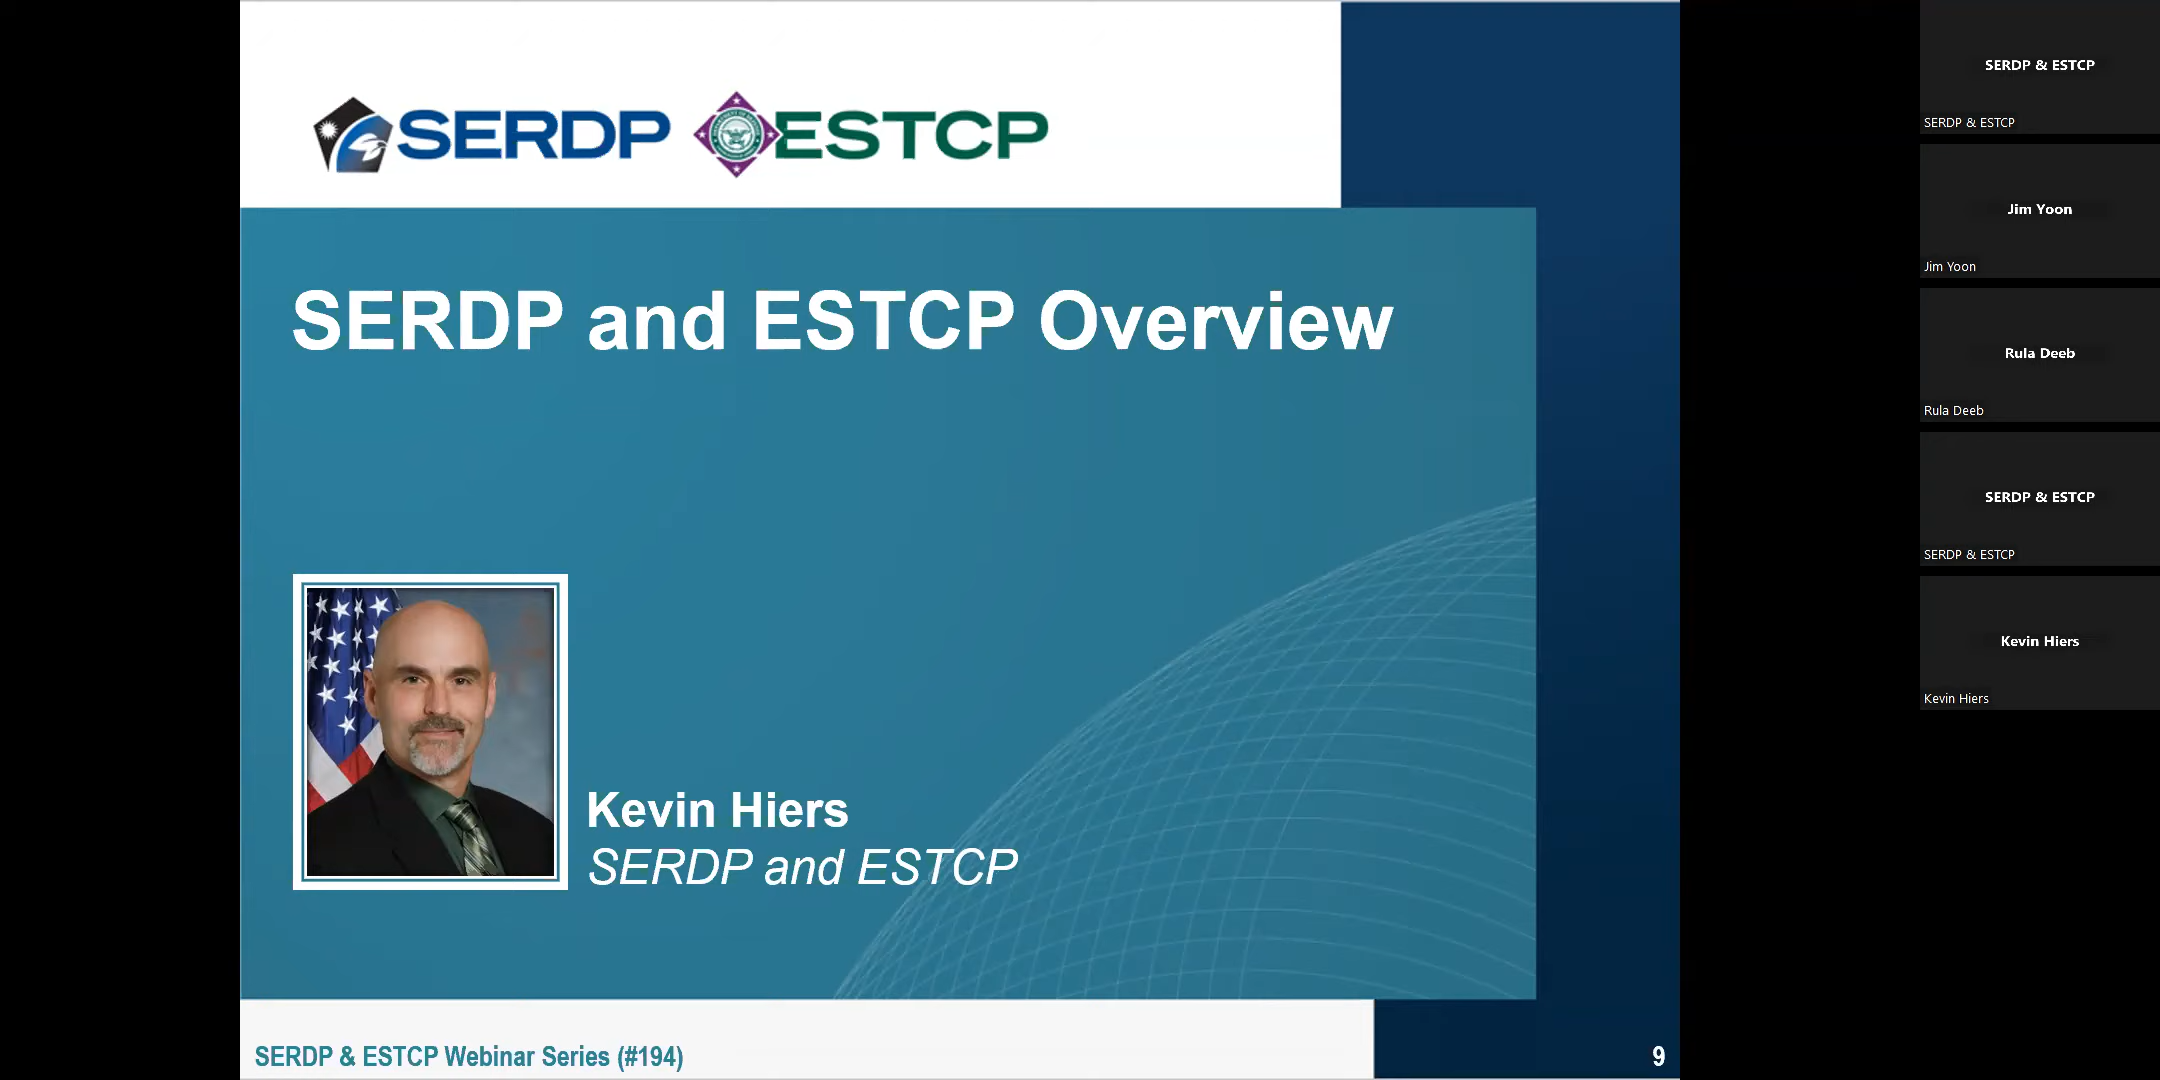 SERDP ESTCP
SERDP and ESTCP Overview
Kevin Hiers
SERDP and ESTCP
SERDP & ESTCP Webinar Series (#194)
9
SERDP & ESTCP
SERDP & ESTCP
Jim Yoon
Jim Yoon
Rula Deeb
Rula Deeb
SERDP & ESTCP
SERDP & ESTCP
Kevin Hiers
Kevin Hiers